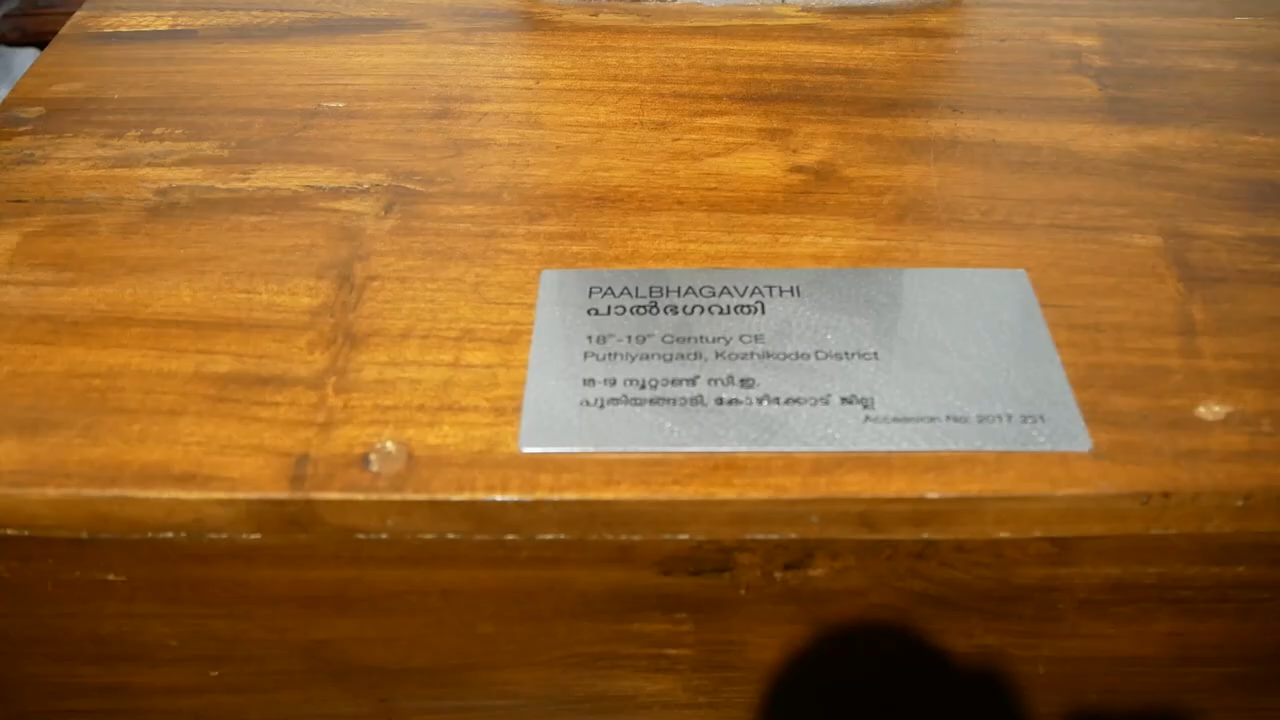 PAALBHAGAVATHI
പാൽഭഗവതി
18th-19th Century CE
Puthiyangadi, Kozhikode District
18-19 നൂറ്റാണ്ട് സി.ഇ.
പുതിയങ്ങാടി, കോഴിക്കോട് ജില്ല
Accession No: 2017 251